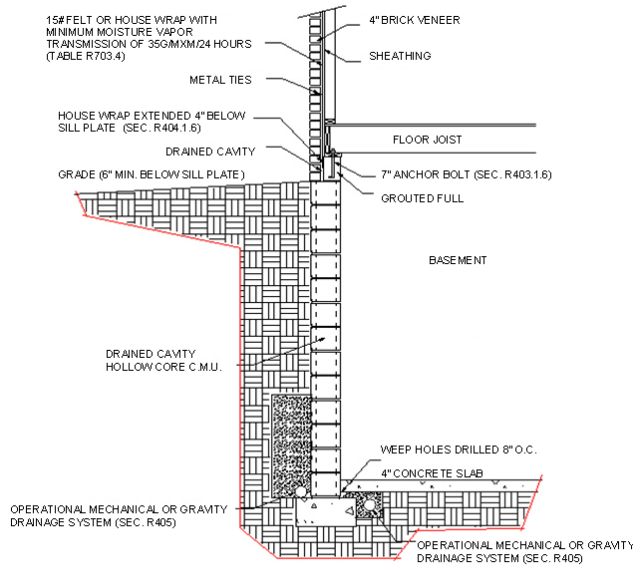 15# FELT OR HOUSE WRAP WITH
MINIMUM MOISTURE VAPOR
TRANSMISSION OF 35G/MXM/24 HOURS
(TABLE R703.4)
4" BRICK VENEER
SHEATHING
METAL TIES
HOUSE WRAP EXTENDED 4" BELOW
SILL PLATE (SEC. R404.1.6)
FLOOR JOIST
DRAINED CAVITY
GRADE (6" MIN. BELOW SILL PLATE)
7" ANCHOR BOLT (SEC. R403.1.6)
GROUTED FULL
BASEMENT
DRAINED CAVITY
HOLLOW CORE C.M.U.
WEEP HOLES DRILLED 8" O.C.
4" CONCRETE SLAB
OPERATIONAL MECHANICAL OR GRAVITY
DRAINAGE SYSTEM (SEC. R405)
OPERATIONAL MECHANICAL OR GRAVITY
DRAINAGE SYSTEM (SEC. R405)